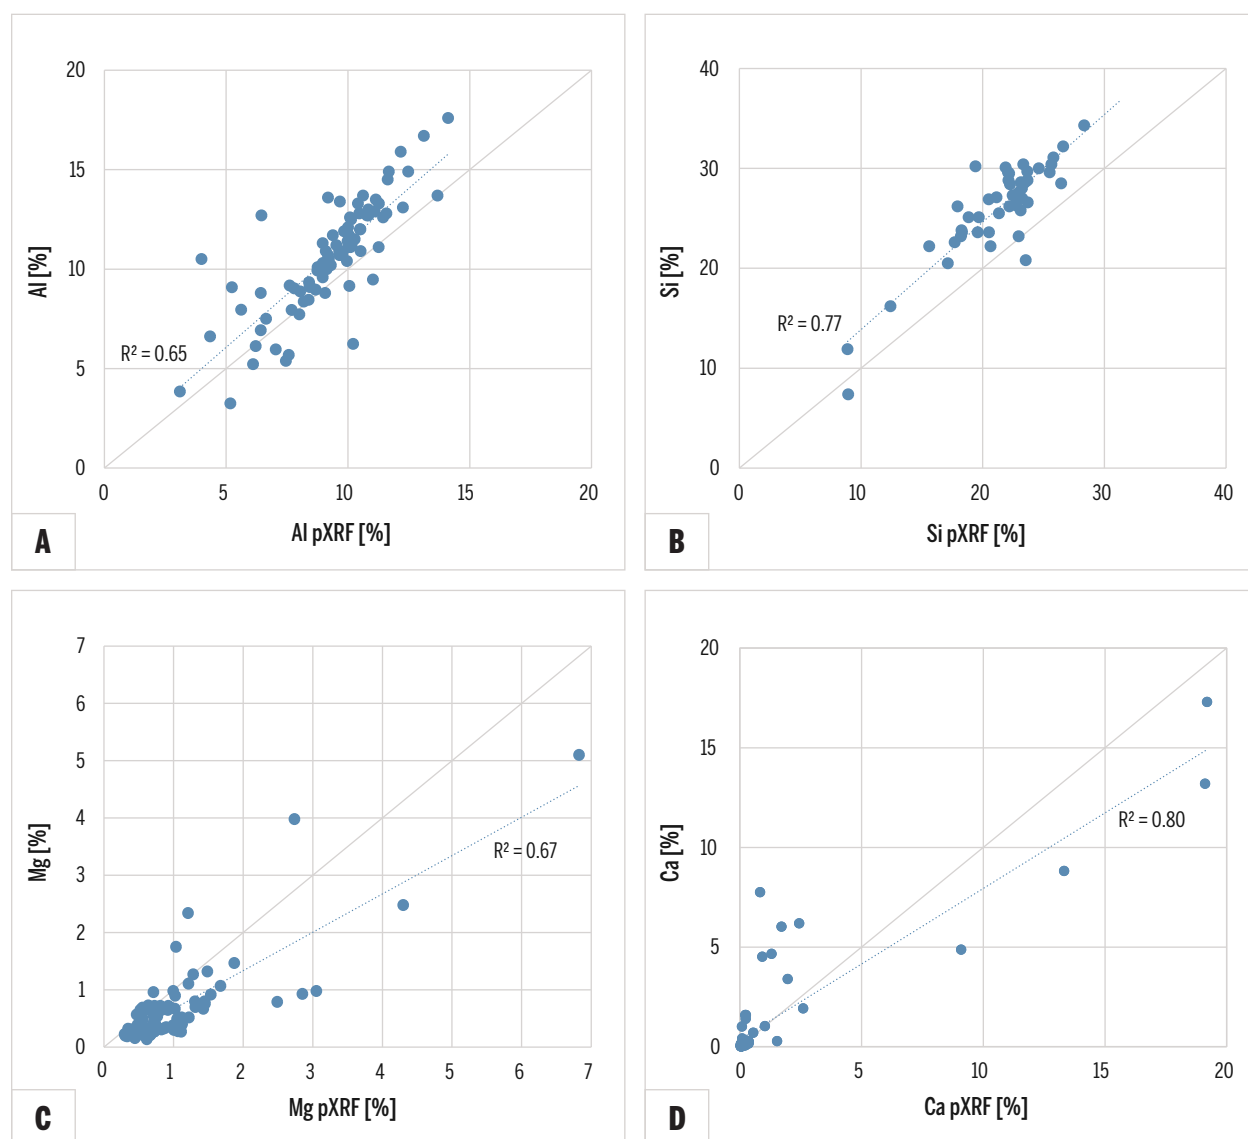 20
15
10
5
0
Al [%]
R² = 0.65
0 5 10 15 20
Al pXRF [%]
A
40
30
20
10
0
Si [%]
R² = 0.77
0 10 20 30 40
Si pXRF [%]
B
7
6
5
4
3
2
1
0
Mg [%]
R² = 0.67
0 1 2 3 4 5 6 7
Mg pXRF [%]
C
20
15
10
5
0
Ca [%]
R² = 0.80
0 5 10 15 20
Ca pXRF [%]
D